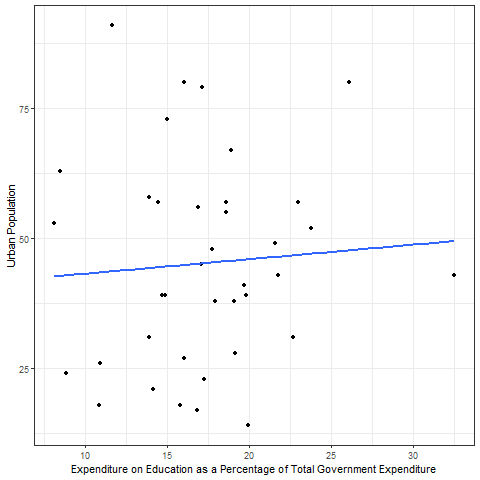 75
50
25
Urban Population
10 15 20 25 30
Expenditure on Education as a Percentage of Total Government Expenditure